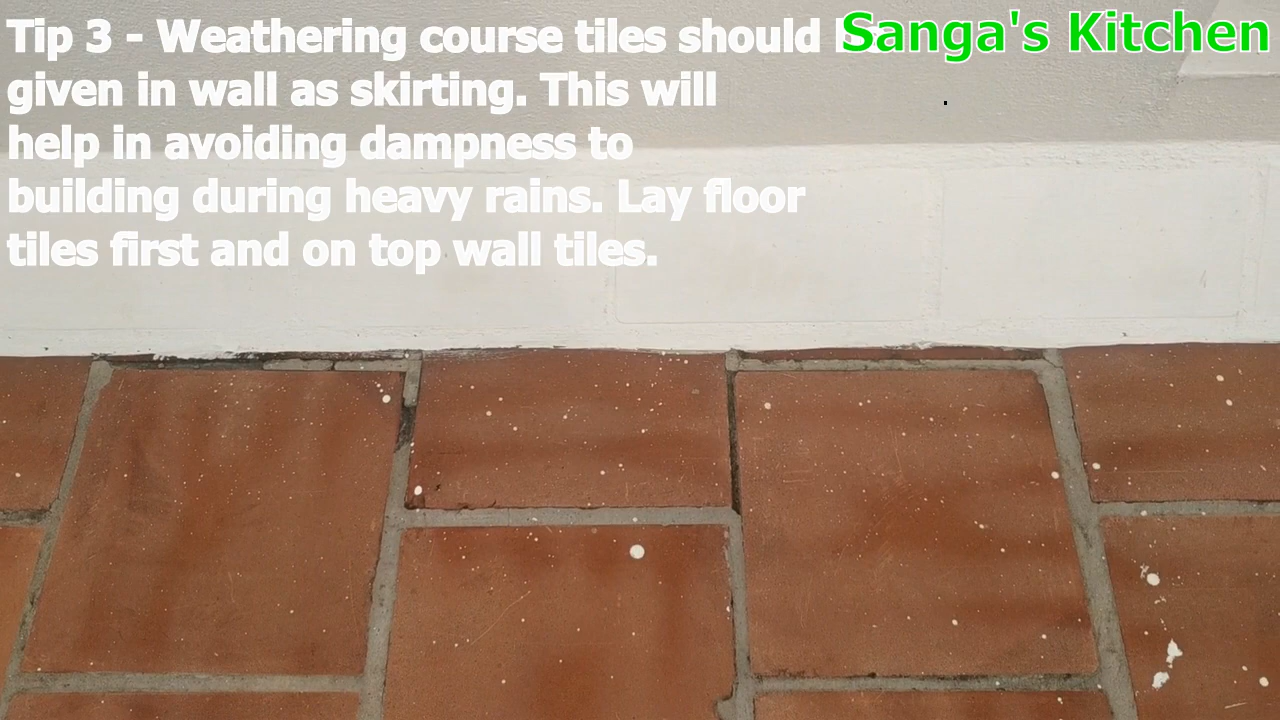 Tip 3 - Weathering course tiles should
Sanga's Kitchen
given in wall as skirting. This will
help in avoiding dampness to
building during heavy rains. Lay floor
tiles first and on top wall tiles.